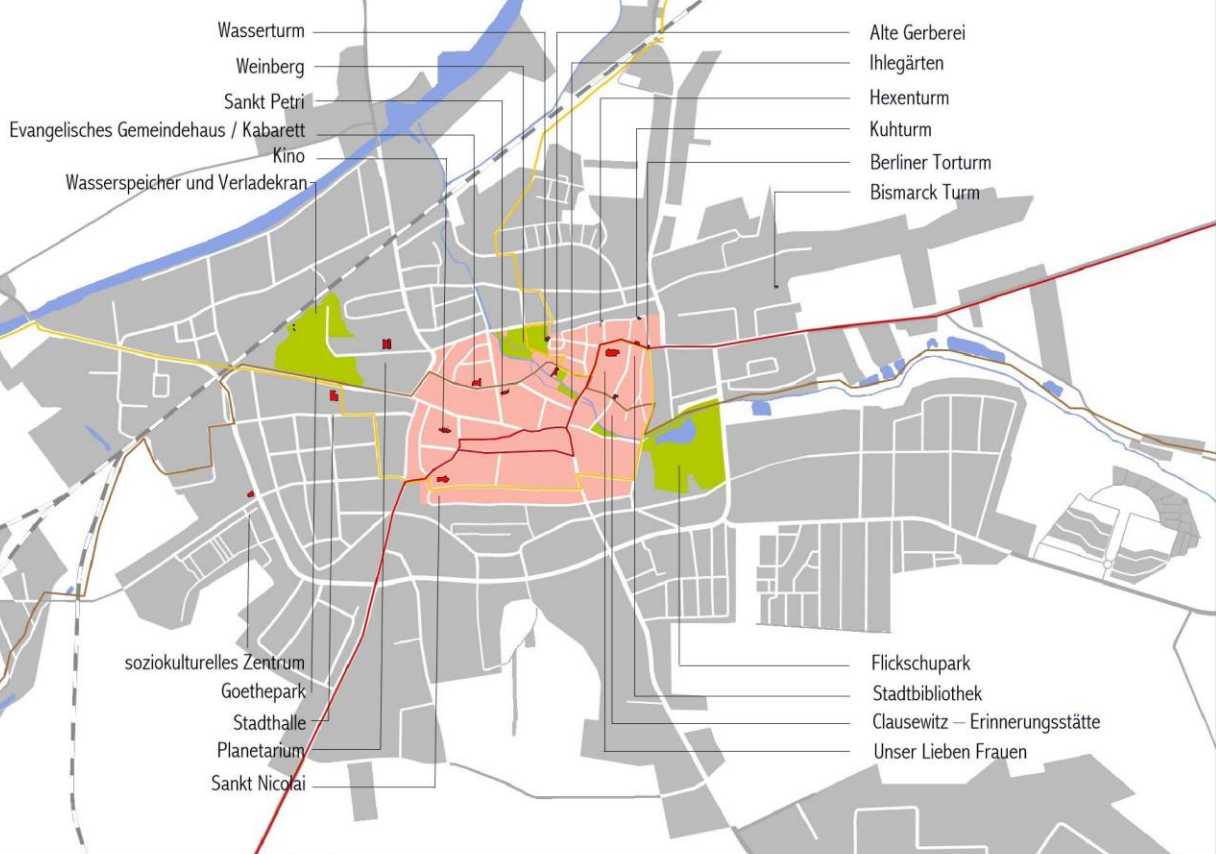 Wasserturm
Weinberg
Sankt Petri
Evangelisches Gemeindehaus / Kabarett
Kino
Wasserspeicher und Verladekran
Alte Gerberei
Ihlegärten
Hexenturm
Kuhturm
Berliner Torturm
Bismarck Turm
soziokulturelles Zentrum
Goethepark
Stadthalle
Planetarium
Sankt Nicolai
Flickschupark
Stadtbibliothek
Clausewitz – Erinnerungsstätte
Unser Lieben Frauen